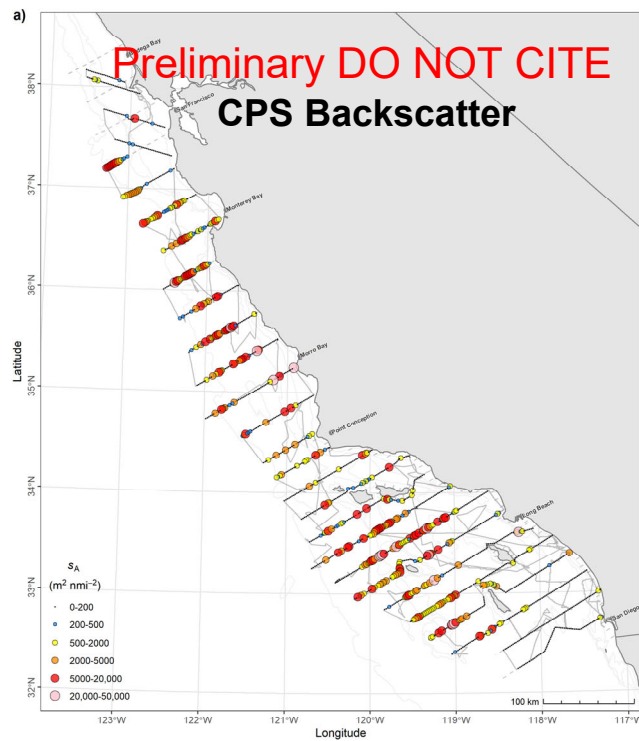 a)
Preliminary DO NOT CITE
CPS Backscatter
Bodega Bay
San Francisco
Monterey Bay
Morro Bay
Point Conception
Long Beach
San Diego
38°N
37°N
36°N
35°N
34°N
33°N
32°N
Latitude
sA
(m² nmi⁻²)
0-200
200-500
500-2000
2000-5000
5000-20,000
20,000-50,000
100 km
123°W
122°W
121°W
120°W
119°W
118°W
117°W
Longitude